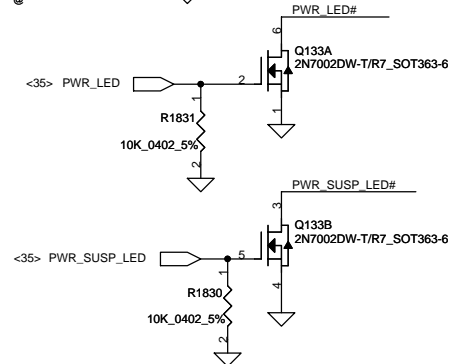 @
PWR_LED#
6
Q133A
2N7002DW-T/R7_SOT363-6
<35> PWR_LED
2
1
R1831
1
10K_0402_5%
2
PWR_SUSP_LED#
3
Q133B
2N7002DW-T/R7_SOT363-6
<35> PWR_SUSP_LED
5
1
R1830
4
10K_0402_5%
2